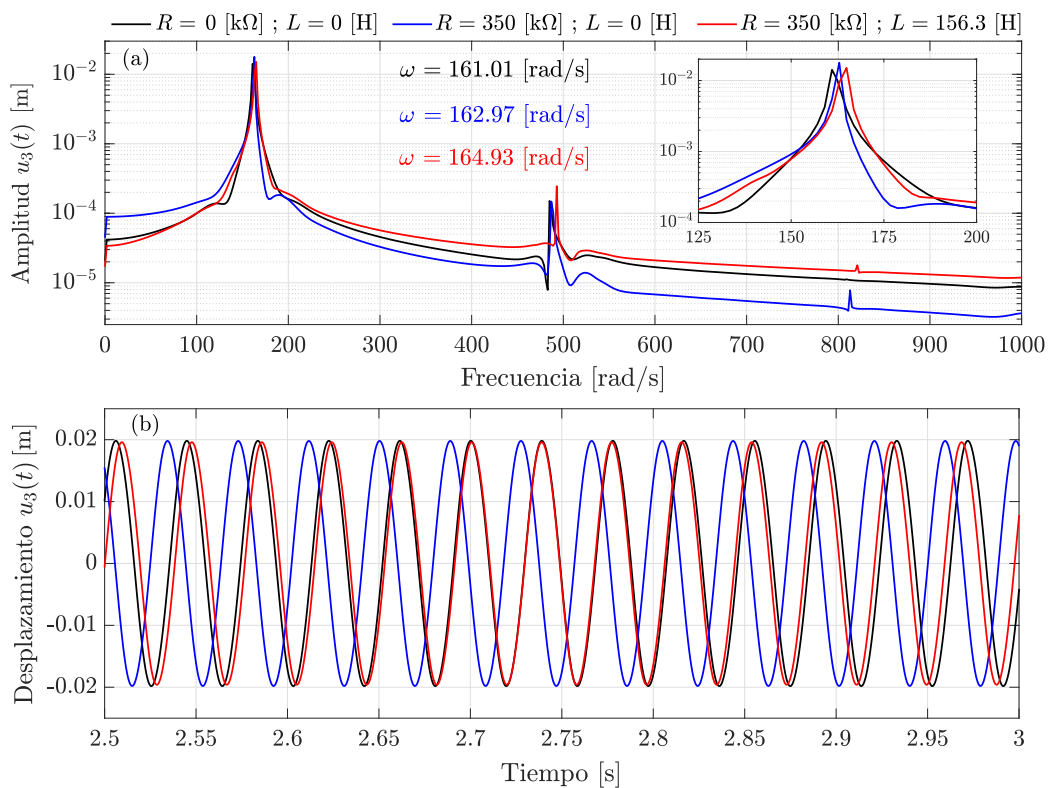 R = 0 [kΩ] ; L = 0 [H] R = 350 [kΩ] ; L = 0 [H] R = 350 [kΩ] ; L = 156.3 [H]
(a)
ω = 161.01 [rad/s]
ω = 162.97 [rad/s]
ω = 164.93 [rad/s]
Amplitud u₃(t) [m]
10⁻²
10⁻³
10⁻⁴
10⁻⁵
10⁻²
10⁻³
10⁻⁴
125 150 175 200
0 100 200 300 400 500 600 700 800 900 1000
Frecuencia [rad/s]
(b)
Desplazamiento u₃(t) [m]
0.02
0.01
0
-0.01
-0.02
2.5 2.55 2.6 2.65 2.7 2.75 2.8 2.85 2.9 2.95 3
Tiempo [s]